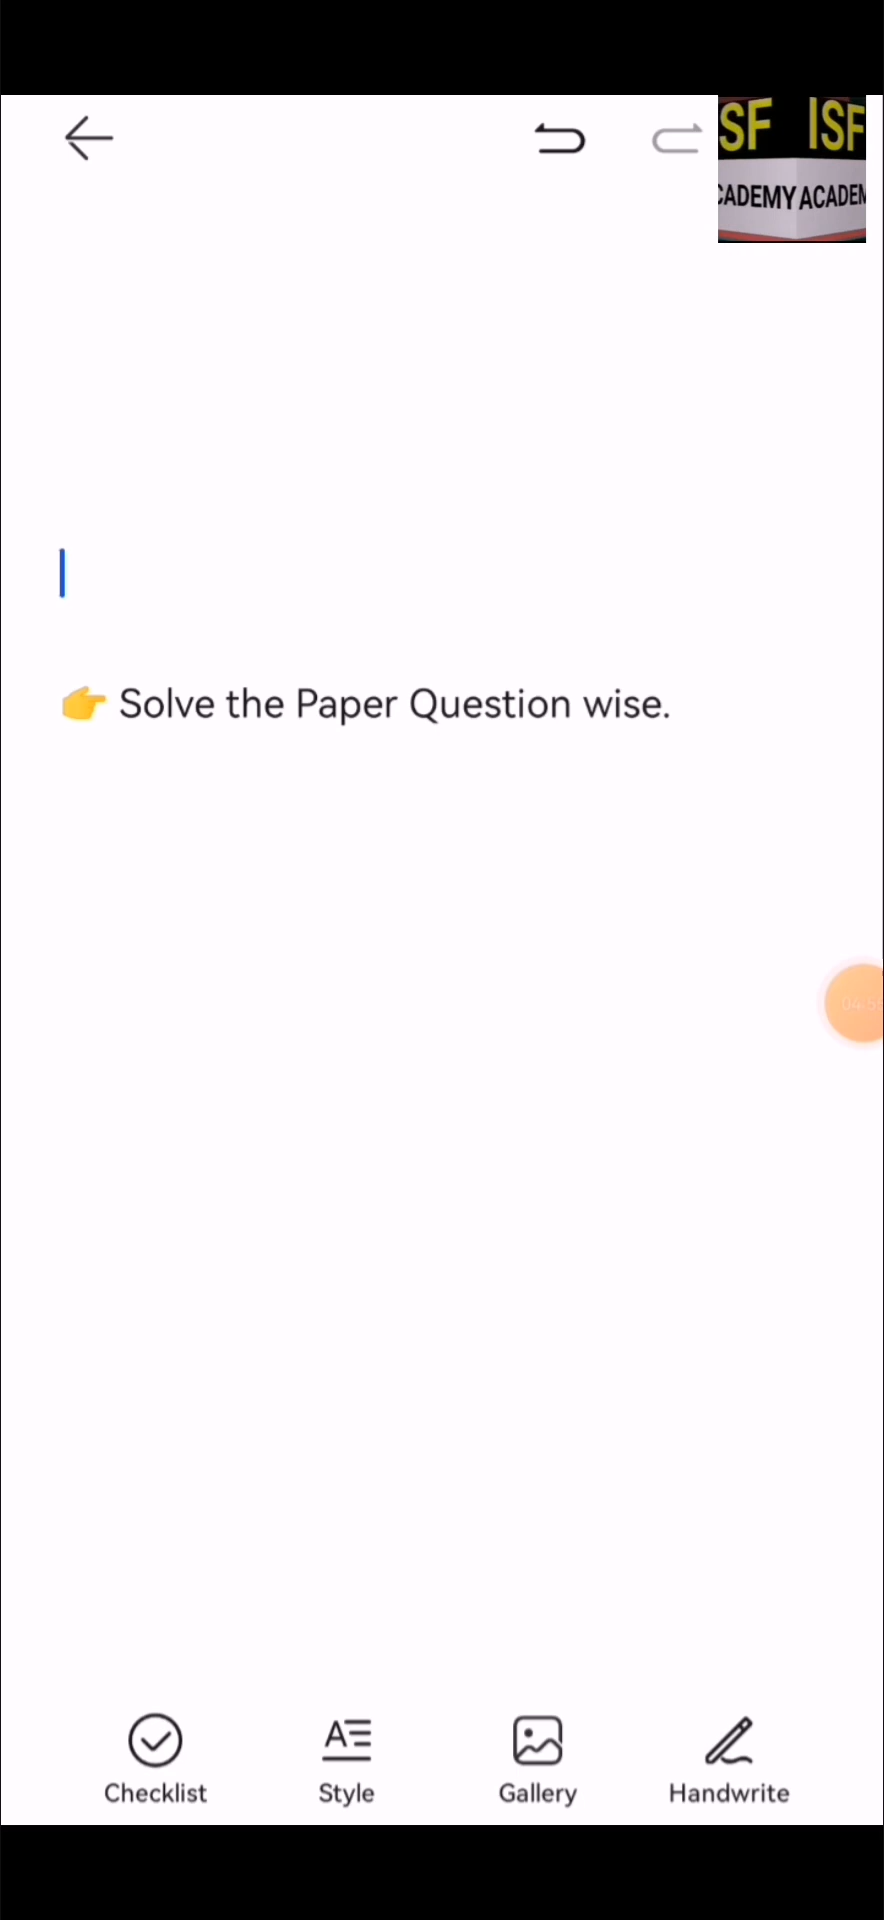 SF ISF
CADEMY ACADEM
👉 Solve the Paper Question wise.
Checklist Style Gallery Handwrite